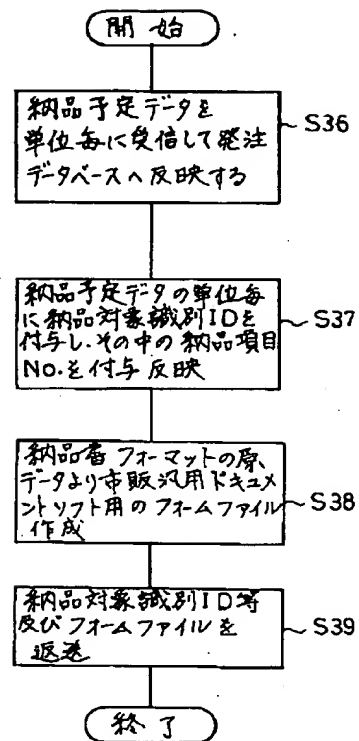 開始
納品予定データを
単位毎に受信して発注
データベースへ反映する
S36
納品予定データの単位毎
に納品対象識別IDを
付与し、その中の納品項目
No.を付与反映
S37
納品書フォーマットの原、
データより市販汎用ドキュメ
ントソフト用のフォームファイル
作成
S38
納品対象識別ID等
及びフォームファイルを
返送
S39
終了